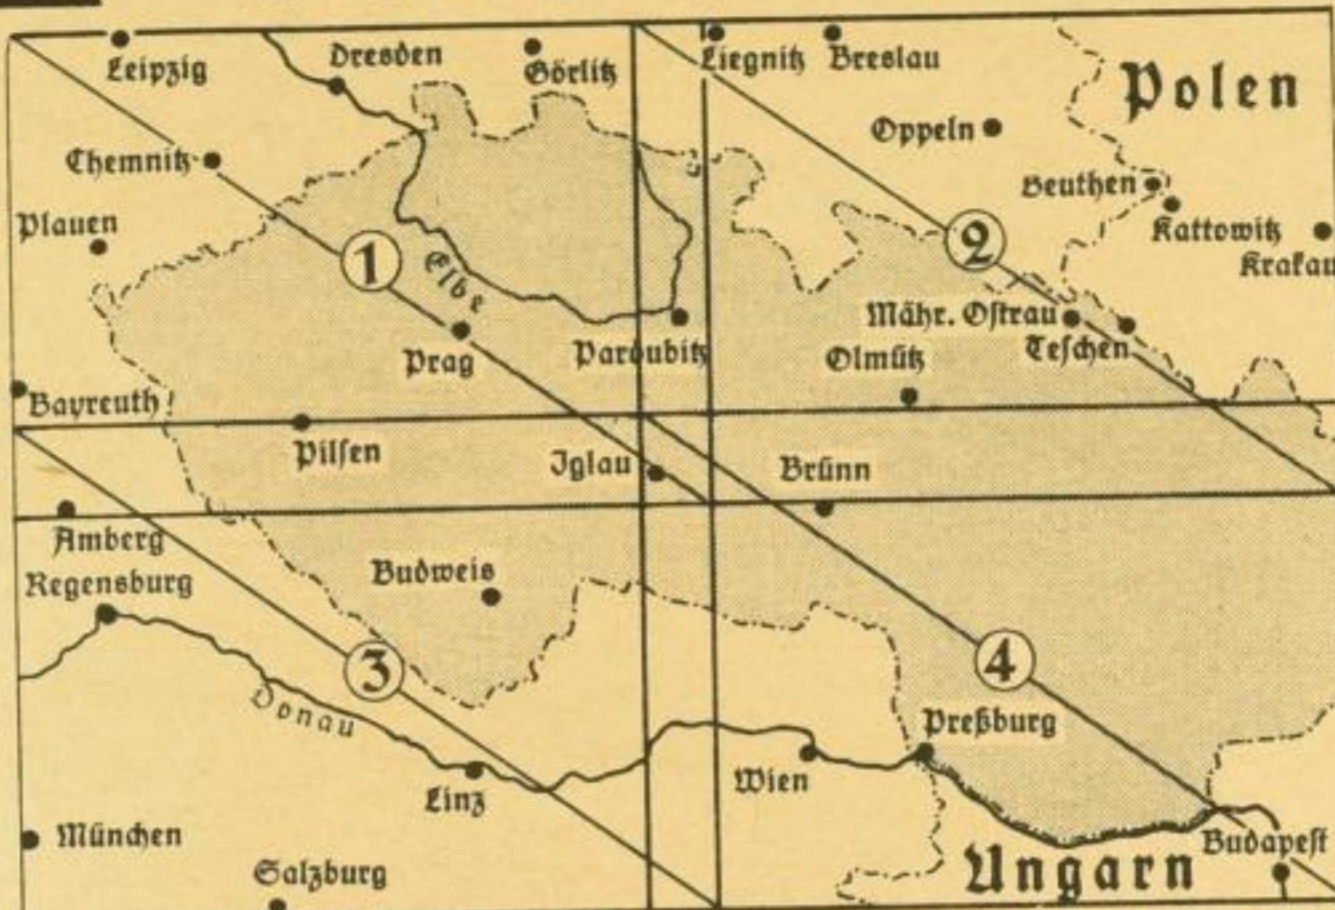 Leipzig
Dresden
Görlitz
Liegnitz
Breslau
Polen
Chemnitz
Oppeln
Beuthen
Plauen
Kattowitz
Krakau
1
Elbe
2
Mähr. Ostrau
Teschen
Prag
Pardubitz
Olmütz
Bayreuth
Pilsen
Iglau
Brünn
Amberg
Regensburg
Budweis
3
4
Donau
Preßburg
Linz
Wien
München
Ungarn
Budapest
Salzburg